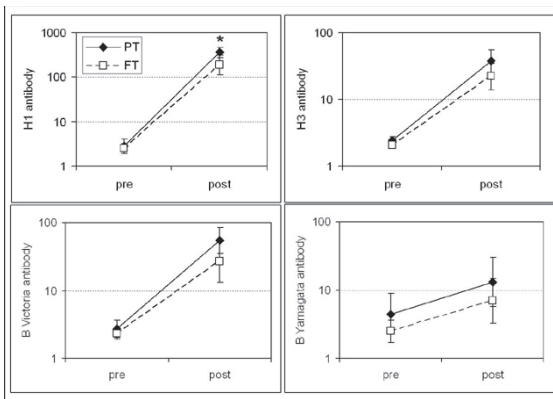 1000
100
10
1
H1 antibody
PT
FT
*
pre
post
100
10
1
H3 antibody
pre
post
100
10
1
B Victoria antibody
pre
post
100
10
1
B Yamagata antibody
pre
post